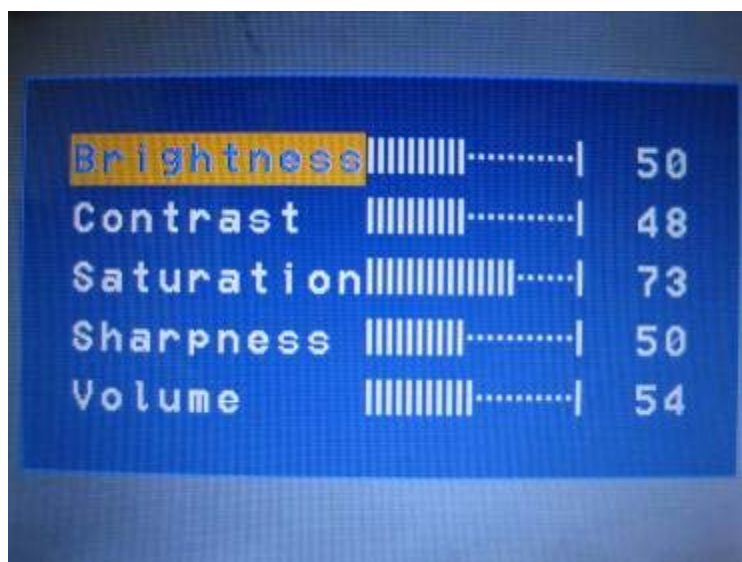 Brightness 50
Contrast 48
Saturation 73
Sharpness 50
Volume 54